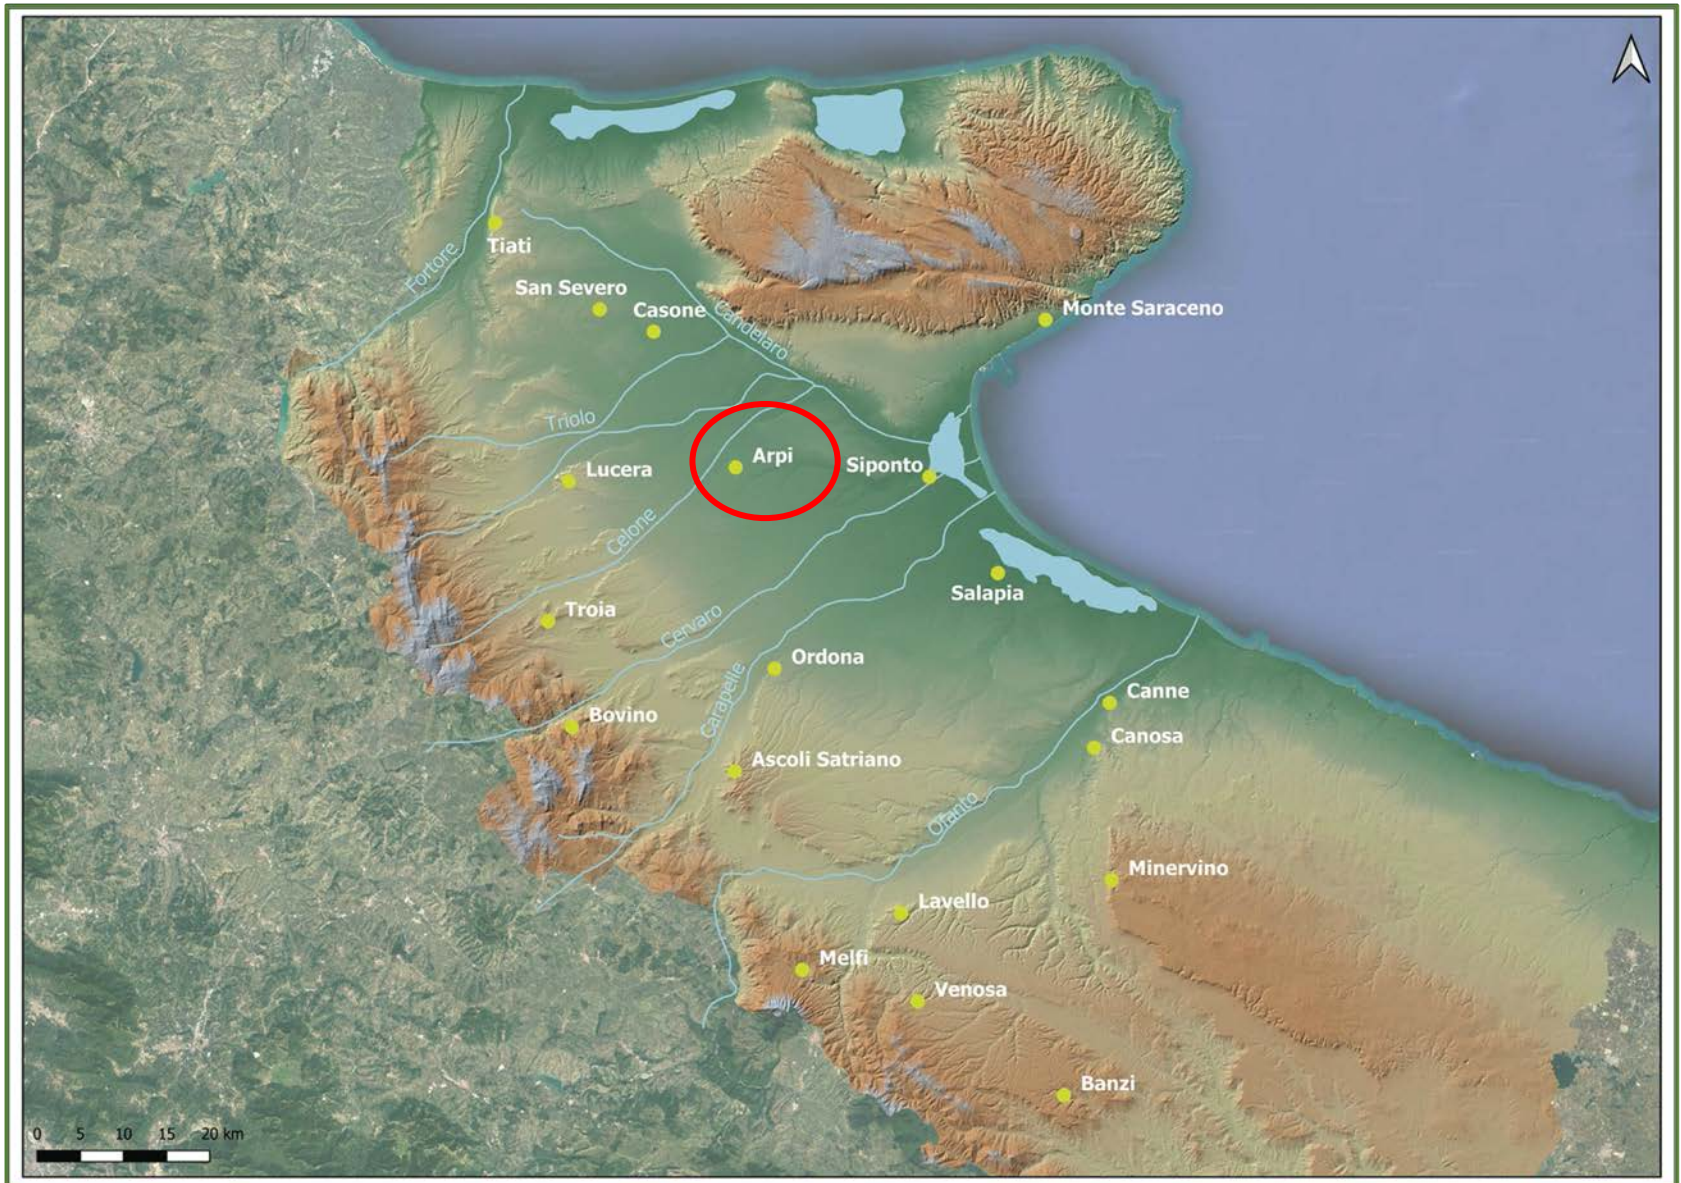 Tiati
Fortore
San Severo
Casone
Candelaro
Monte Saraceno
Triolo
Arpi
Lucera
Siponto
Celone
Salapia
Troia
Cervaro
Ordona
Carapelle
Canne
Bovino
Canosa
Ascoli Satriano
Ofanto
Minervino
Lavello
Melfi
Venosa
Banzi
0 5 10 15 20 km